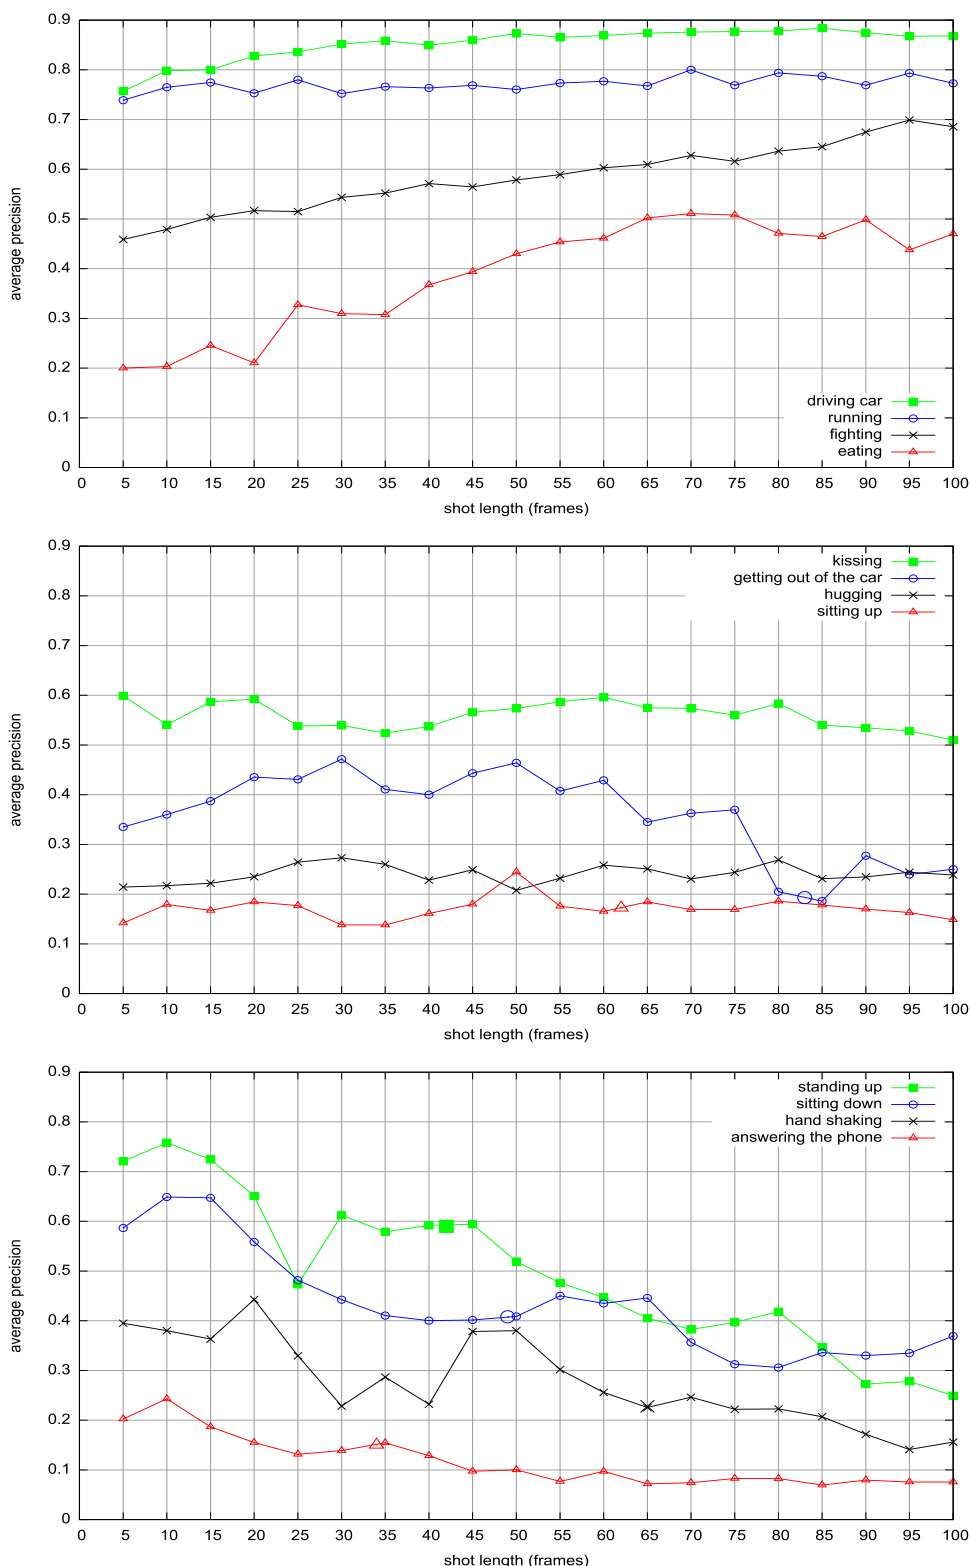 0.9
0.8
0.7
0.6
0.5
0.4
0.3
0.2
0.1
0
average precision
driving car
running
fighting
eating
0 5 10 15 20 25 30 35 40 45 50 55 60 65 70 75 80 85 90 95 100
shot length (frames)
0.9
0.8
0.7
0.6
0.5
0.4
0.3
0.2
0.1
0
average precision
kissing
getting out of the car
hugging
sitting up
0 5 10 15 20 25 30 35 40 45 50 55 60 65 70 75 80 85 90 95 100
shot length (frames)
0.9
0.8
0.7
0.6
0.5
0.4
0.3
0.2
0.1
0
average precision
standing up
sitting down
hand shaking
answering the phone
0 5 10 15 20 25 30 35 40 45 50 55 60 65 70 75 80 85 90 95 100
shot length (frames)